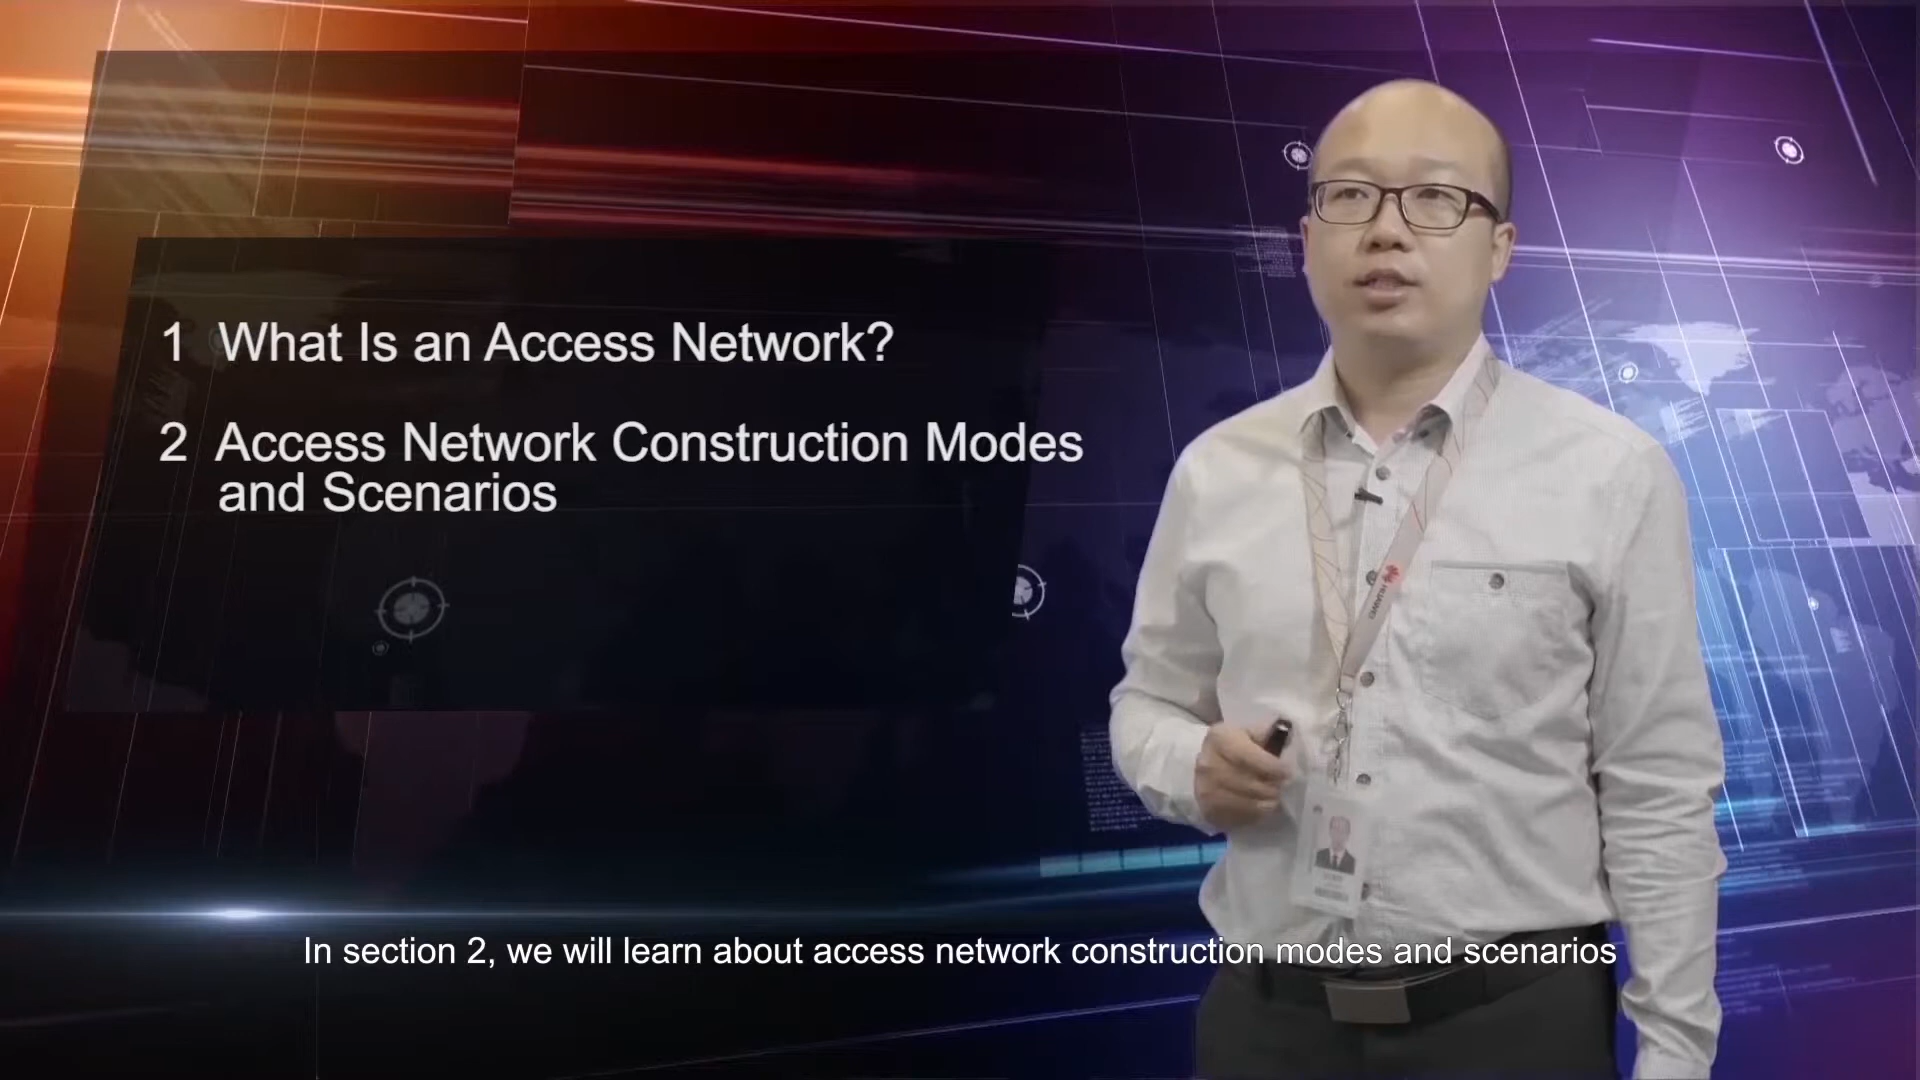 1 What Is an Access Network?
2 Access Network Construction Modes
and Scenarios
HUAWEI
In section 2, we will learn about access network construction modes and scenarios